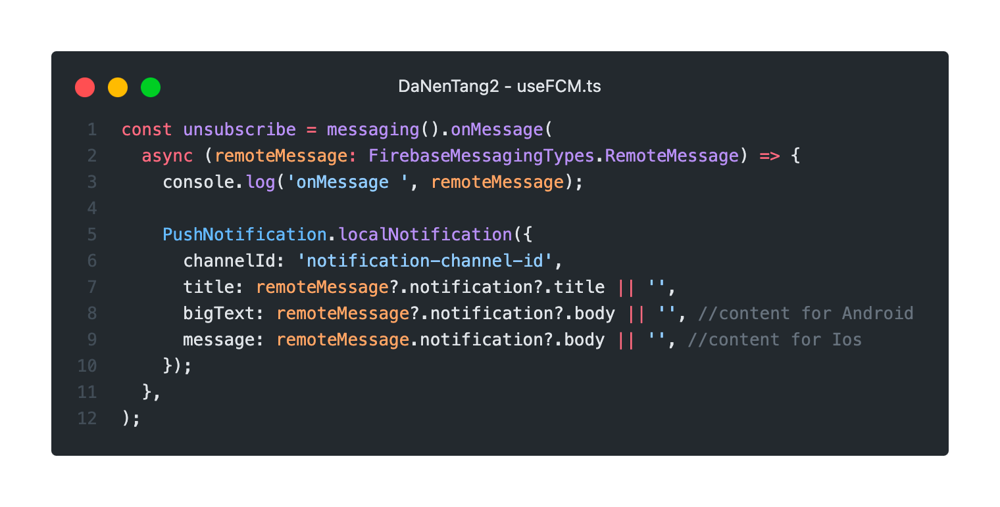 DaNenTang2 - useFCM.ts
1 const unsubscribe = messaging().onMessage(
2   async (remoteMessage: FirebaseMessagingTypes.RemoteMessage) => {
3     console.log('onMessage ', remoteMessage);
4
5     PushNotification.localNotification({
6       channelId: 'notification-channel-id',
7       title: remoteMessage?.notification?.title || '',
8       bigText: remoteMessage?.notification?.body || '', //content for Android
9       message: remoteMessage.notification?.body || '', //content for Ios
10     });
11   },
12 );